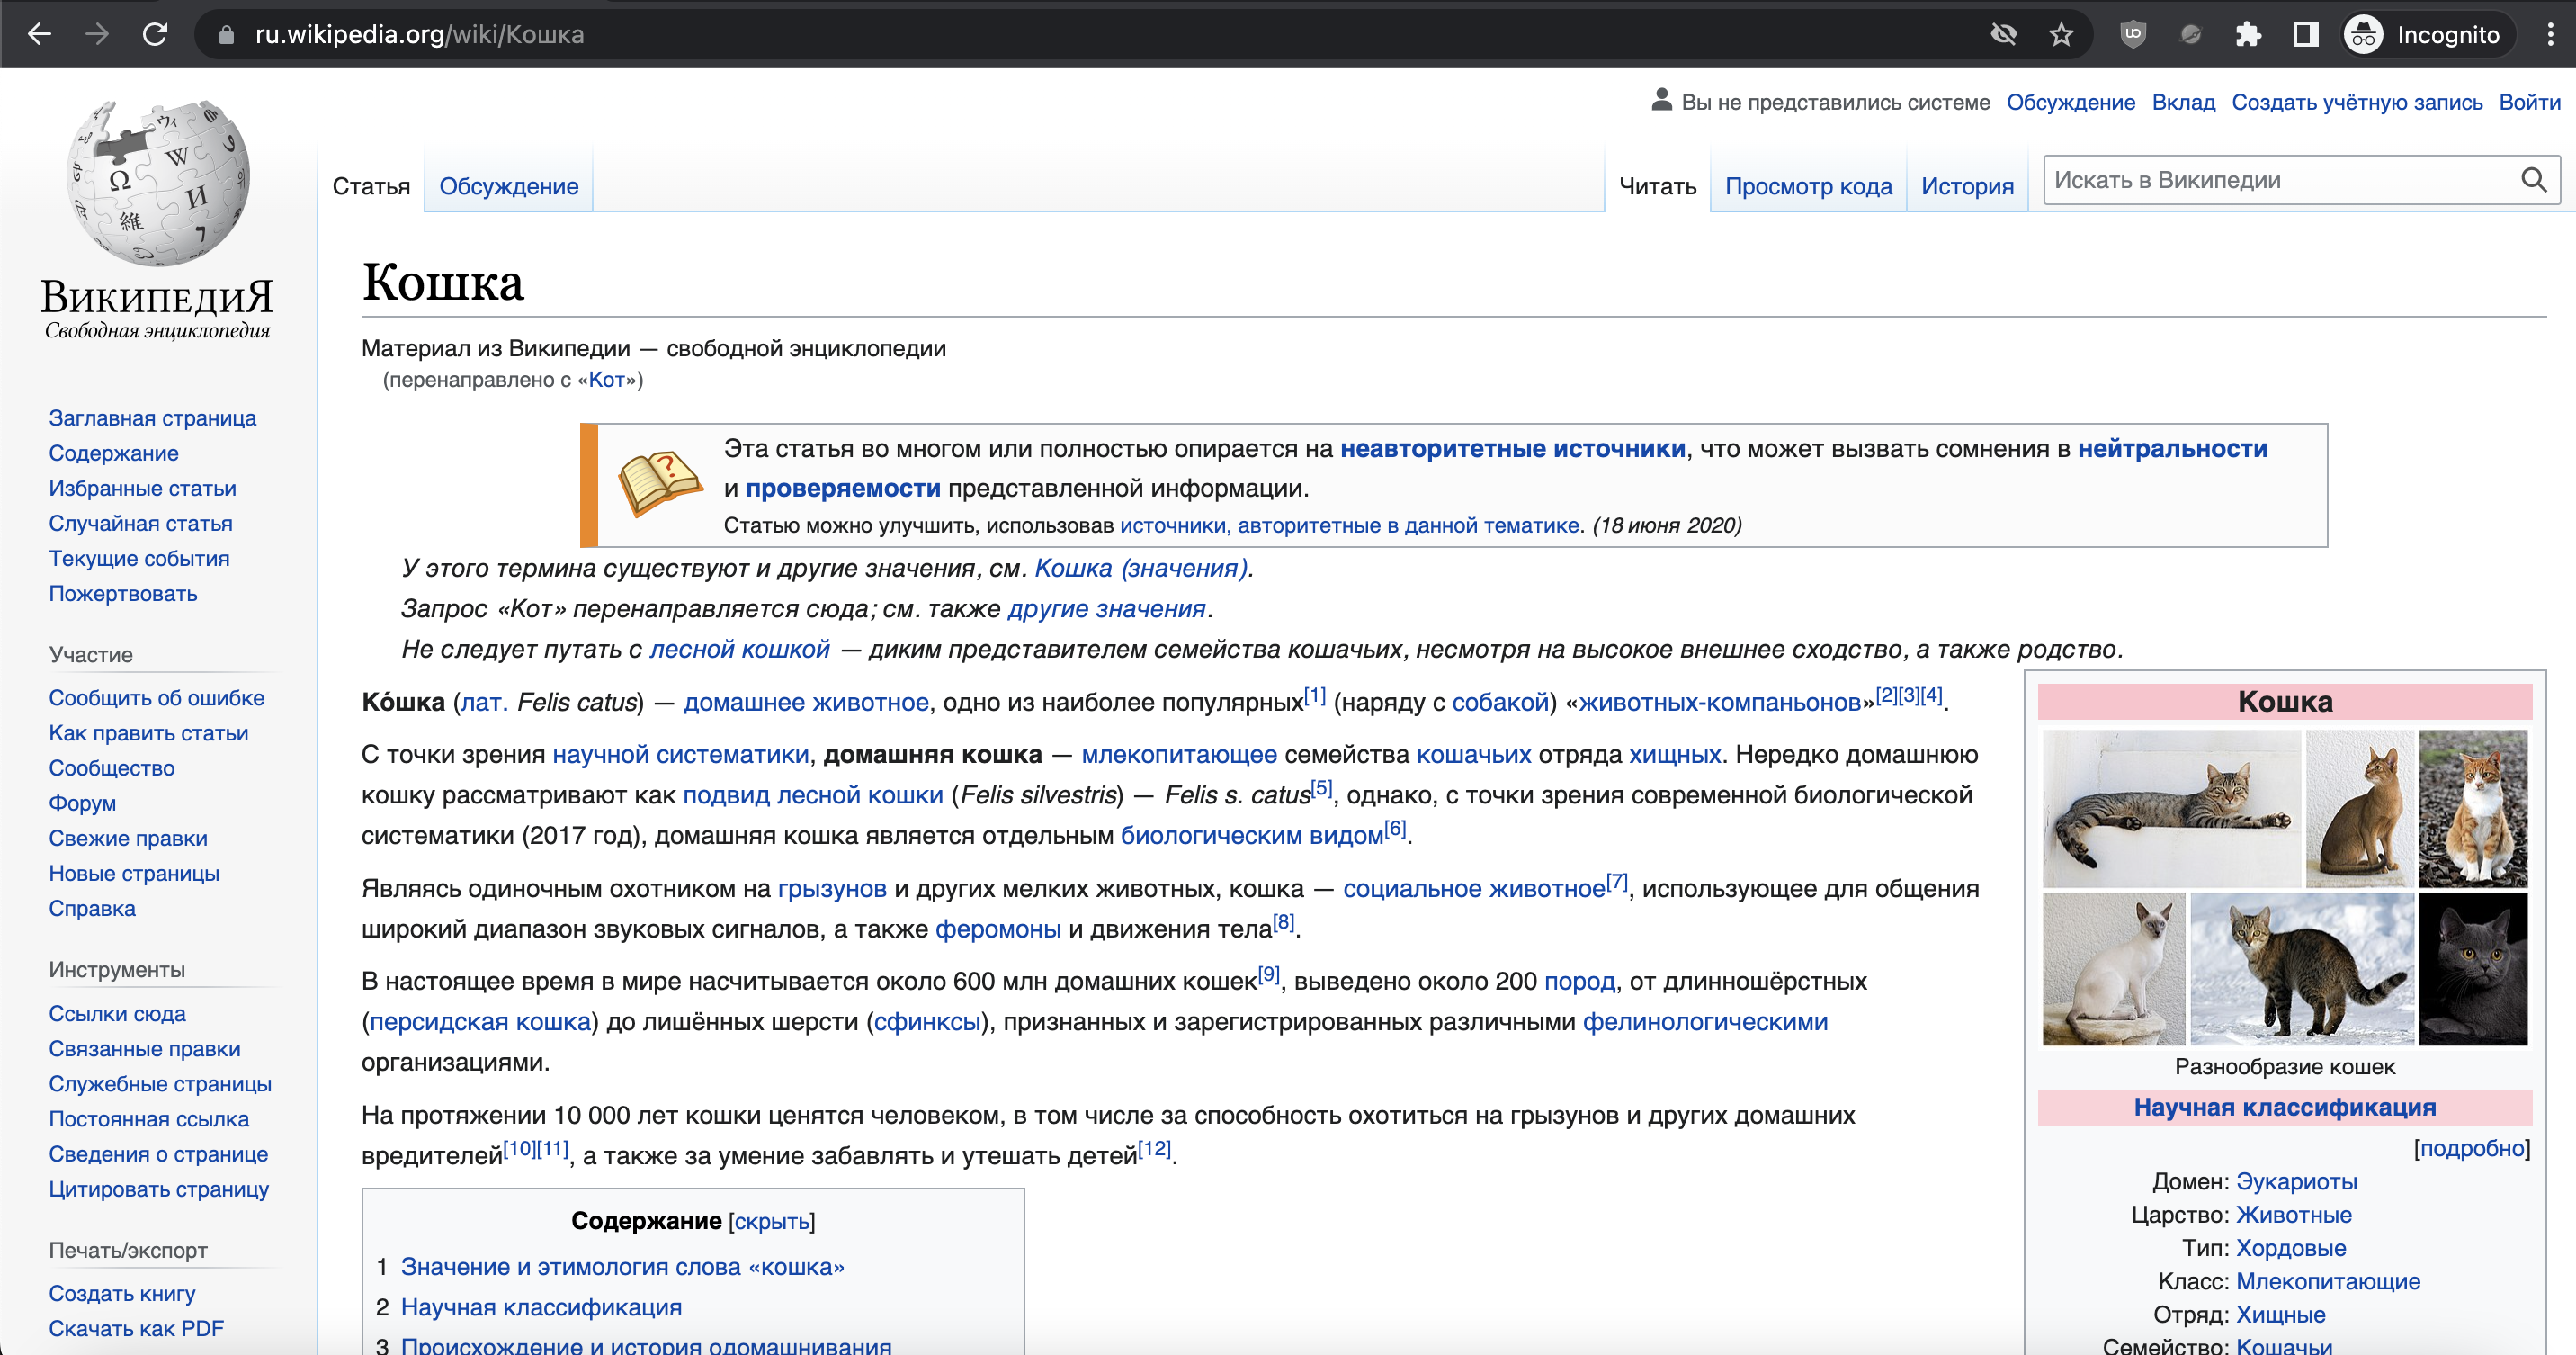 ru.wikipedia.org/wiki/Кошка
Incognito
Вы не представились системе Обсуждение Вклад Создать учётную запись Войти
Статья Обсуждение
Читать Просмотр кода История
Искать в Википедии
ВикипедиЯ
Свободная энциклопедия
Заглавная страница
Содержание
Избранные статьи
Случайная статья
Текущие события
Пожертвовать
Участие
Сообщить об ошибке
Как править статьи
Сообщество
Форум
Свежие правки
Новые страницы
Справка
Инструменты
Ссылки сюда
Связанные правки
Служебные страницы
Постоянная ссылка
Сведения о странице
Цитировать страницу
Печать/экспорт
Создать книгу
Скачать как PDF
Кошка
Материал из Википедии — свободной энциклопедии
(перенаправлено с «Кот»)
Эта статья во многом или полностью опирается на неавторитетные источники, что может вызвать сомнения в нейтральности
и проверяемости представленной информации.
Статью можно улучшить, использовав источники, авторитетные в данной тематике. (18 июня 2020)
У этого термина существуют и другие значения, см. Кошка (значения).
Запрос «Кот» перенаправляется сюда; см. также другие значения.
Не следует путать с лесной кошкой — диким представителем семейства кошачьих, несмотря на высокое внешнее сходство, а также родство.
Ко́шка (лат. Felis catus) — домашнее животное, одно из наиболее популярных[1] (наряду с собакой) «животных-компаньонов»[2][3][4].
С точки зрения научной систематики, домашняя кошка — млекопитающее семейства кошачьих отряда хищных. Нередко домашнюю
кошку рассматривают как подвид лесной кошки (Felis silvestris) — Felis s. catus[5], однако, с точки зрения современной биологической
систематики (2017 год), домашняя кошка является отдельным биологическим видом[6].
Являясь одиночным охотником на грызунов и других мелких животных, кошка — социальное животное[7], использующее для общения
широкий диапазон звуковых сигналов, а также феромоны и движения тела[8].
В настоящее время в мире насчитывается около 600 млн домашних кошек[9], выведено около 200 пород, от длинношёрстных
(персидская кошка) до лишённых шерсти (сфинксы), признанных и зарегистрированных различными фелинологическими
организациями.
На протяжении 10 000 лет кошки ценятся человеком, в том числе за способность охотиться на грызунов и других домашних
вредителей[10][11], а также за умение забавлять и утешать детей[12].
Содержание [скрыть]
1 Значение и этимология слова «кошка»
2 Научная классификация
3 Происхождение и история одомашнивания
Кошка
Разнообразие кошек
Научная классификация
[подробно]
Домен: Эукариоты
Царство: Животные
Тип: Хордовые
Класс: Млекопитающие
Отряд: Хищные
Семейство: Кошачьи